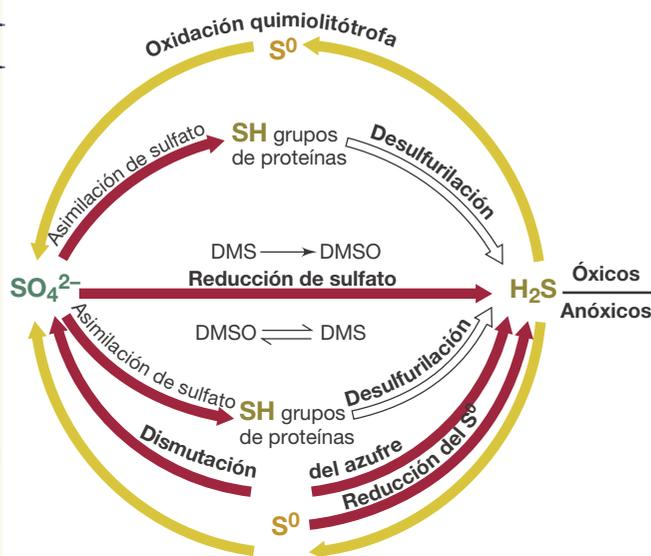 Oxidación quimiolitótrofa
S⁰
Asimilación de sulfato
SH grupos
de proteínas
Desulfurilación
DMS → DMSO
Reducción de sulfato
SO₄²⁻
H₂S
Óxicos
Anóxicos
DMSO ⇌ DMS
Asimilación de sulfato
SH grupos
de proteínas
Desulfurilación
Dismutación
del azufre
Reducción del S⁰
S⁰